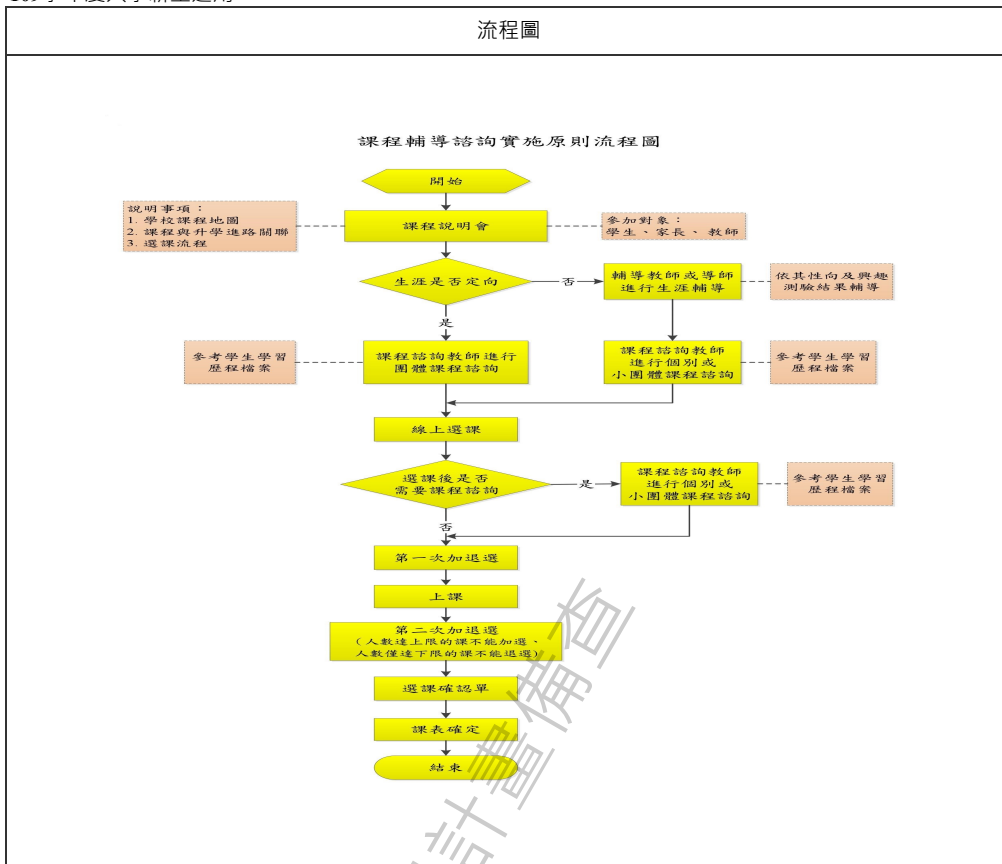 流程圖
課程輔導諮詢實施原則流程圖
開始
說明事項：
1. 學校課程地圖
2. 課程與升學進路關聯
3. 選課流程
課程說明會
參加對象：
學生、家長、教師
生涯是否定向
否
輔導教師或導師
進行生涯輔導
依其性向及興趣
測驗結果輔導
是
參考學生學習
歷程檔案
課程諮詢教師進行
團體課程諮詢
課程諮詢教師
進行個別或
小團體課程諮詢
參考學生學習
歷程檔案
線上選課
選課後是否
需要課程諮詢
是
課程諮詢教師
進行個別或
小團體課程諮詢
參考學生學習
歷程檔案
否
第一次加退選
上課
第二次加退選
（人數達上限的課不能加選、
人數僅達下限的課不能退選）
選課確認單
課表確定
結束
計畫備查